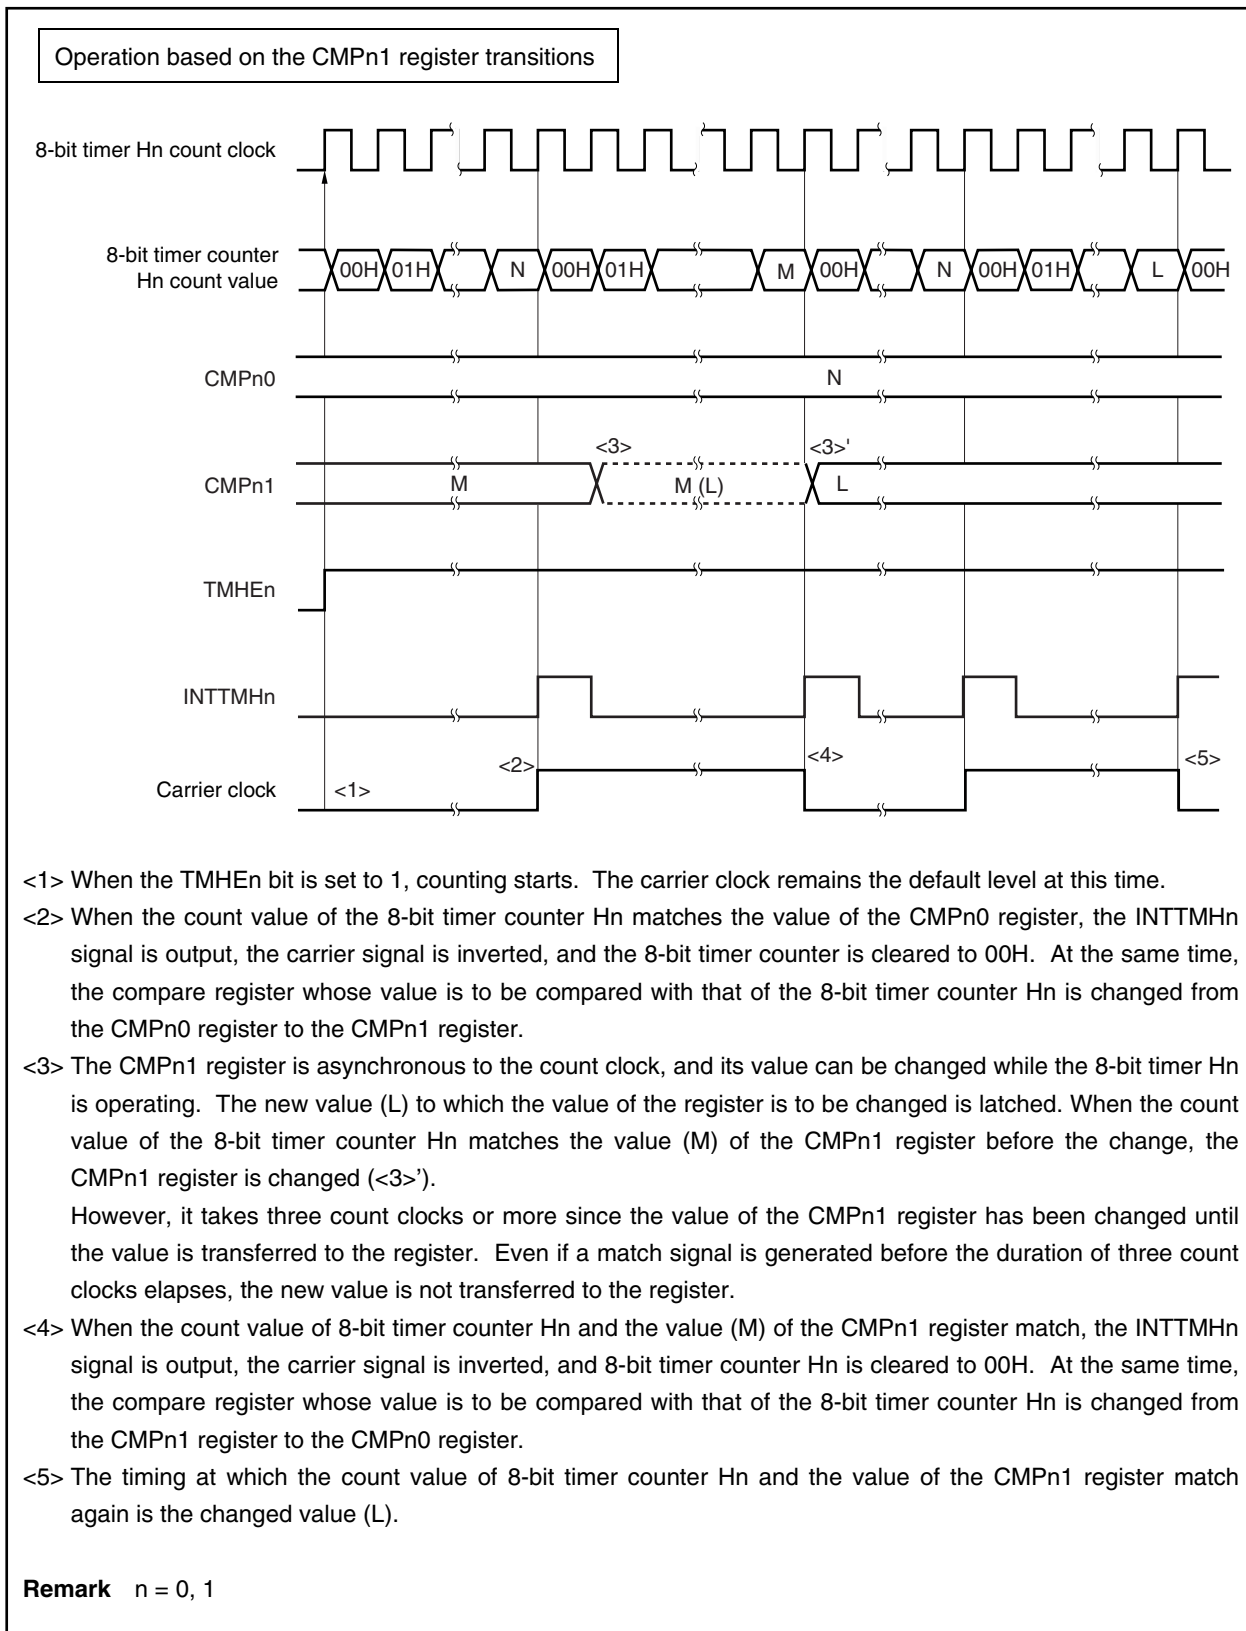 Operation based on the CMPn1 register transitions
8-bit timer Hn count clock
8-bit timer counter
Hn count value
00H 01H N 00H 01H M 00H N 00H 01H L 00H
CMPn0
N
<3> <3>'
CMPn1
M M (L) L
TMHEn
INTTMHn
<2> <4> <5>
Carrier clock
<1>
<1> When the TMHEn bit is set to 1, counting starts. The carrier clock remains the default level at this time.
<2> When the count value of the 8-bit timer counter Hn matches the value of the CMPn0 register, the INTTMHn
signal is output, the carrier signal is inverted, and the 8-bit timer counter is cleared to 00H. At the same time,
the compare register whose value is to be compared with that of the 8-bit timer counter Hn is changed from
the CMPn0 register to the CMPn1 register.
<3> The CMPn1 register is asynchronous to the count clock, and its value can be changed while the 8-bit timer Hn
is operating. The new value (L) to which the value of the register is to be changed is latched. When the count
value of the 8-bit timer counter Hn matches the value (M) of the CMPn1 register before the change, the
CMPn1 register is changed (<3>’).
However, it takes three count clocks or more since the value of the CMPn1 register has been changed until
the value is transferred to the register. Even if a match signal is generated before the duration of three count
clocks elapses, the new value is not transferred to the register.
<4> When the count value of 8-bit timer counter Hn and the value (M) of the CMPn1 register match, the INTTMHn
signal is output, the carrier signal is inverted, and 8-bit timer counter Hn is cleared to 00H. At the same time,
the compare register whose value is to be compared with that of the 8-bit timer counter Hn is changed from
the CMPn1 register to the CMPn0 register.
<5> The timing at which the count value of 8-bit timer counter Hn and the value of the CMPn1 register match
again is the changed value (L).
Remark n = 0, 1